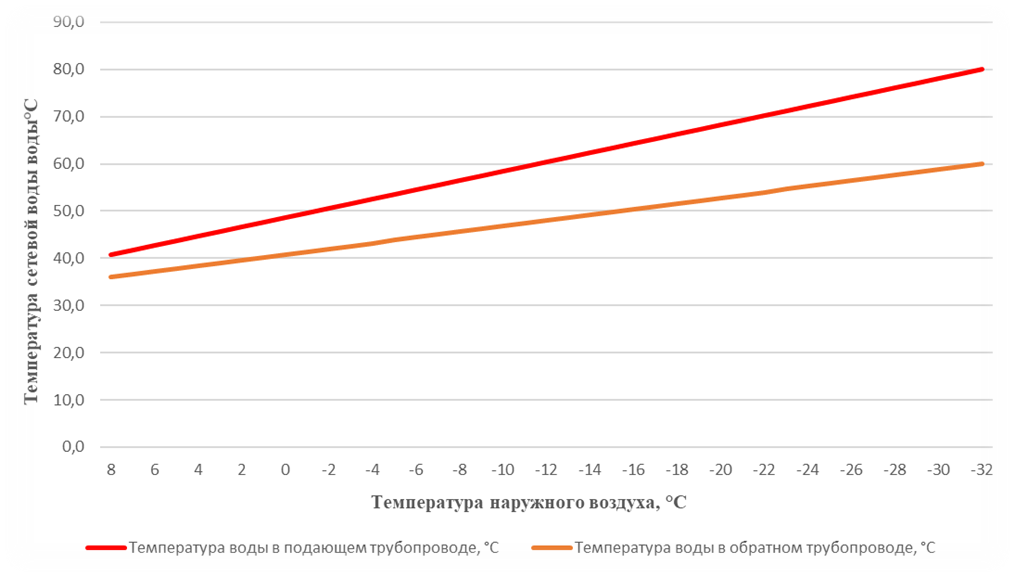 90,0
80,0
70,0
60,0
50,0
40,0
30,0
20,0
10,0
0,0
Температура сетевой воды воды°C
8 6 4 2 0 -2 -4 -6 -8 -10 -12 -14 -16 -18 -20 -22 -24 -26 -28 -30 -32
Температура наружного воздуха, °C
Температура воды в подающем трубопроводе, °C Температура воды в обратном трубопроводе, °C